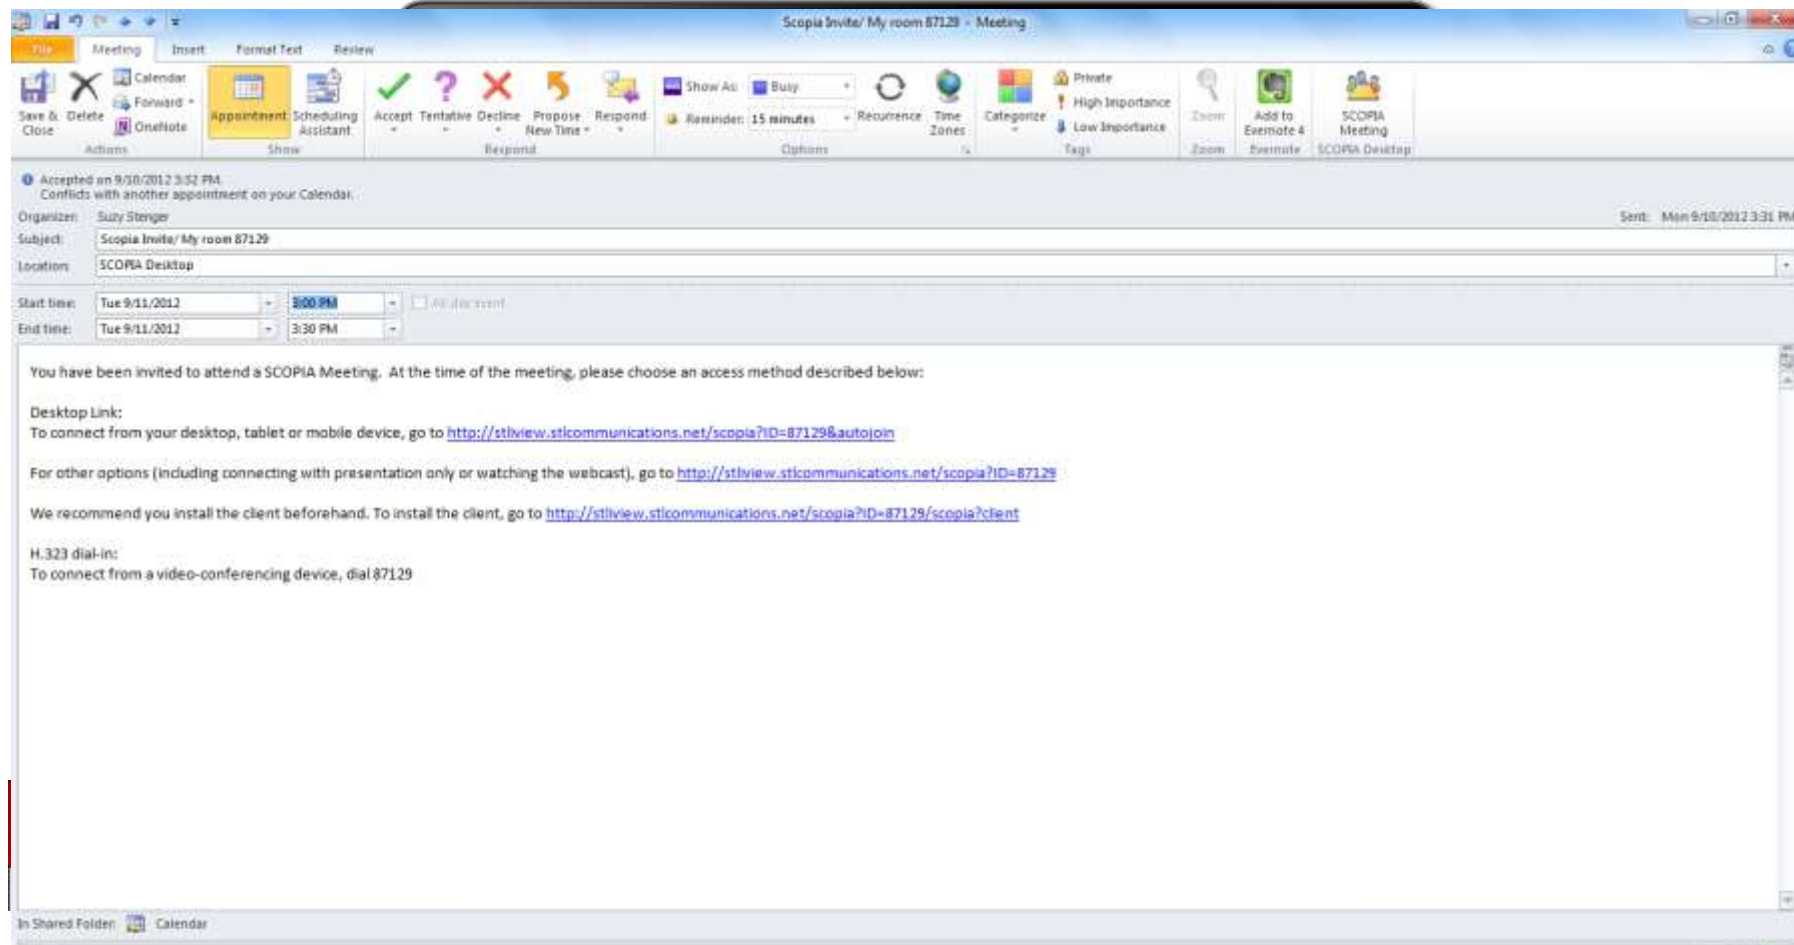 Scopia Invite/ My room 87129 - Meeting
File Meeting Insert Format Text Review
Save & Close
Delete
Calendar
Forward
OneNote
Actions
Appointment
Scheduling Assistant
Show
Accept Tentative Decline
Propose New Time
Respond
Respond
Show As: Busy
Reminder: 15 minutes
Recurrence
Time Zones
Options
Categorize
Private
High Importance
Low Importance
Tags
Zoom
Zoom
Add to Evernote 4
Evernote
SCOPIA Meeting
SCOPIA Desktop
Accepted on 9/10/2012 3:32 PM.
Conflicts with another appointment on your Calendar.
Organizer: Suzy Stenger
Sent: Mon 9/10/2012 3:31 PM
Subject: Scopia Invite/ My room 87129
Location: SCOPIA Desktop
Start time: Tue 9/11/2012 3:00 PM All day event
End time: Tue 9/11/2012 3:30 PM
You have been invited to attend a SCOPIA Meeting. At the time of the meeting, please choose an access method described below:
Desktop Link:
To connect from your desktop, tablet or mobile device, go to http://stlview.stlcommunications.net/scopia?ID=87129&autojoin
For other options (including connecting with presentation only or watching the webcast), go to http://stlview.stlcommunications.net/scopia?ID=87129
We recommend you install the client beforehand. To install the client, go to http://stlview.stlcommunications.net/scopia?ID=87129/scopia?client
H.323 dial-in:
To connect from a video-conferencing device, dial 87129
In Shared Folder: Calendar